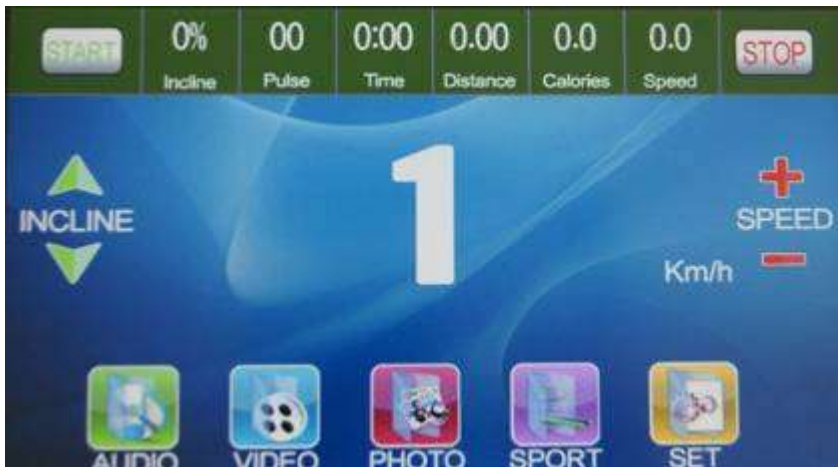 START 0% 00 0:00 0.00 0.0 0.0 STOP
Incline Pulse Time Distance Calories Speed
1
INCLINE
SPEED
Km/h
AUDIO VIDEO PHOTO SPORT SET